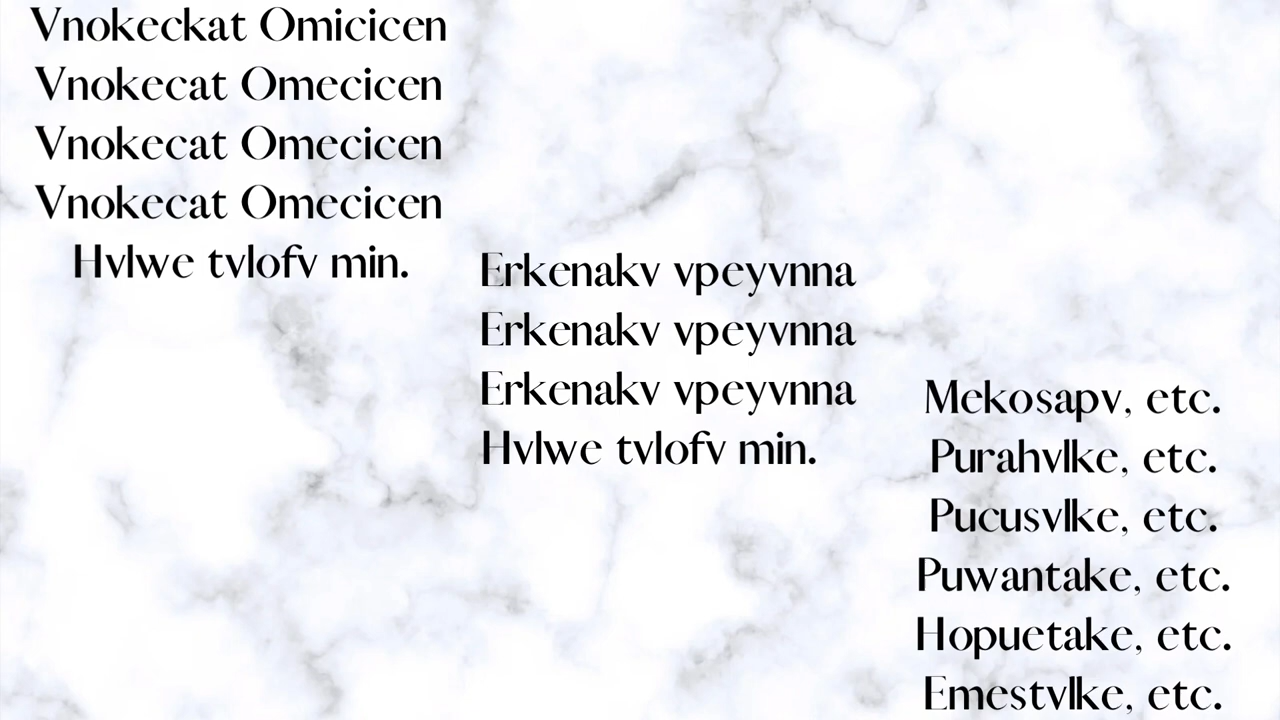 Vnokeckat Omicicen
Vnokecat Omecicen
Vnokecat Omecicen
Vnokecat Omecicen
Hvlwe tvlofv min.
Erkenakv vpeyvnna
Erkenakv vpeyvnna
Erkenakv vpeyvnna
Hvlwe tvlofv min.
Mekosapv, etc.
Purahvlke, etc.
Pucusvlke, etc.
Puwantake, etc.
Hopuetake, etc.
Emestvlke, etc.